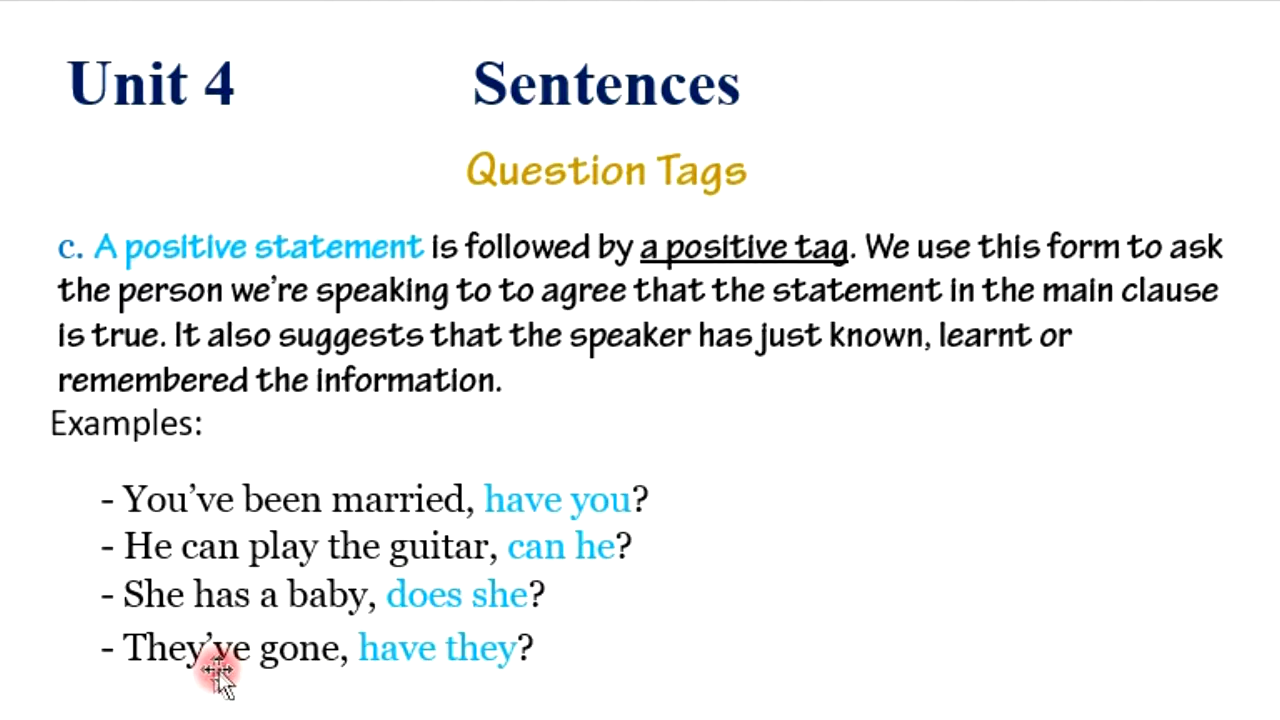 Unit 4 Sentences
Question Tags
c. A positive statement is followed by a positive tag. We use this form to ask
the person we're speaking to to agree that the statement in the main clause
is true. It also suggests that the speaker has just known, learnt or
remembered the information.
Examples:
- You've been married, have you?
- He can play the guitar, can he?
- She has a baby, does she?
- They've gone, have they?